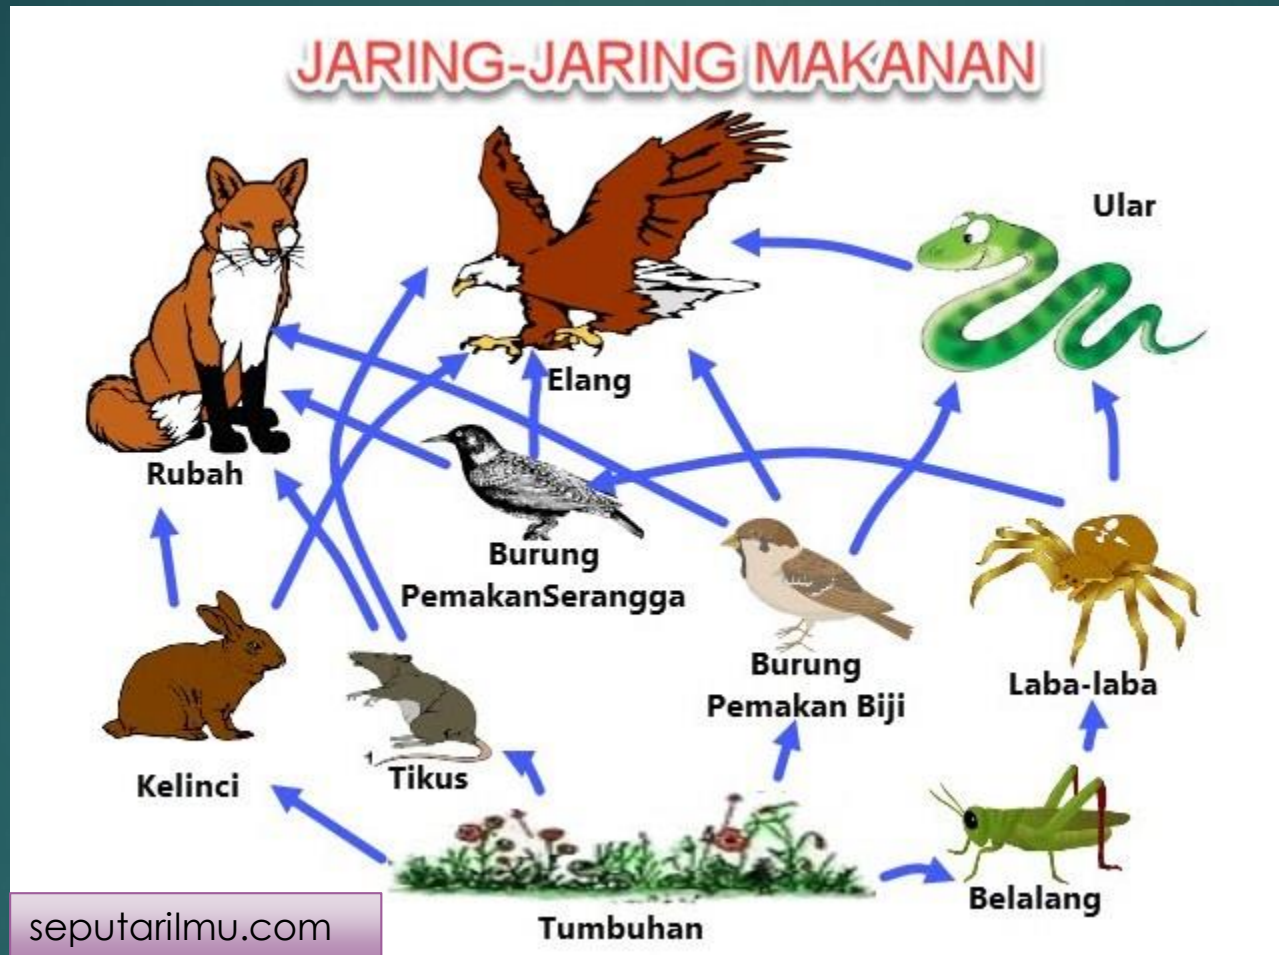 JARING-JARING MAKANAN
Ular
Elang
Rubah
Burung
PemakanSerangga
Burung
Pemakan Biji
Laba-laba
Kelinci
Tikus
Belalang
Tumbuhan
seputarilmu.com